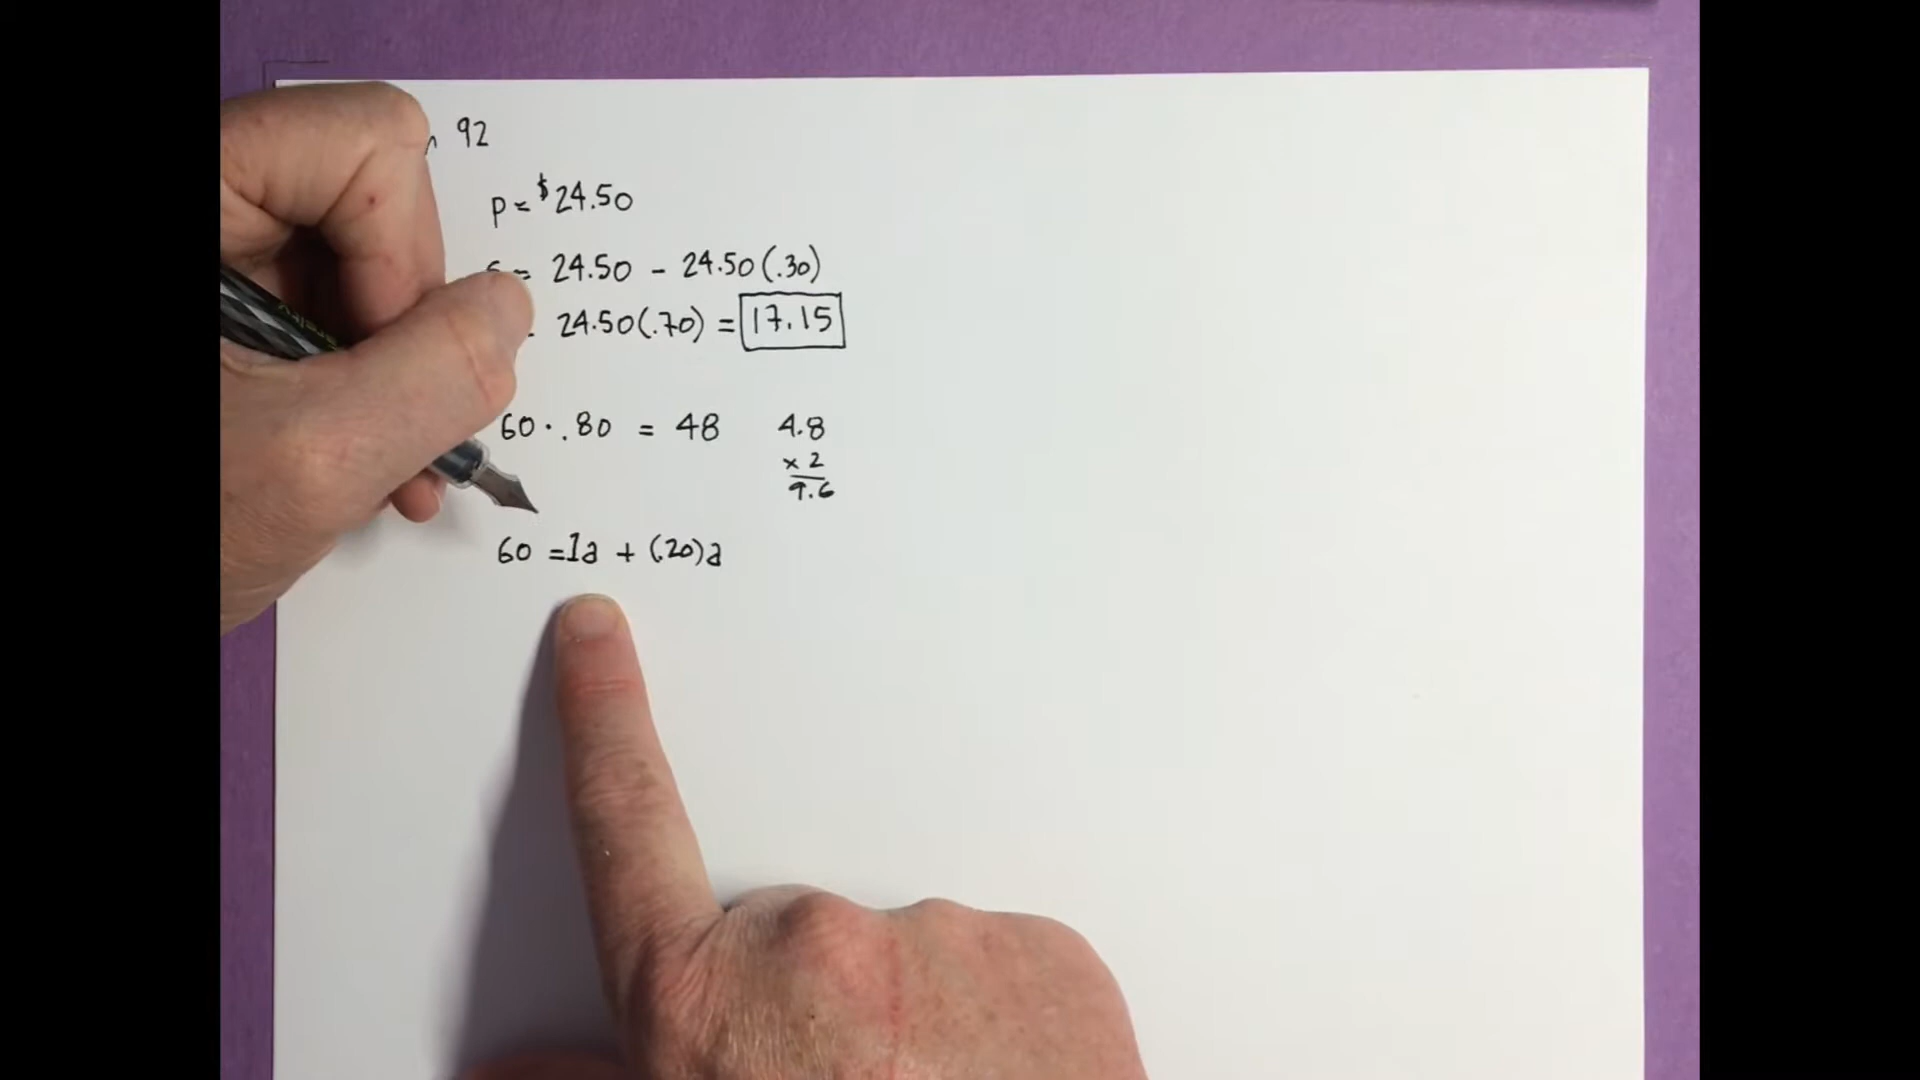 92
p = $24.50
= 24.50 - 24.50(.30)
24.50(.70) = 17.15
60 · .80 = 48
4.8
x 2
9.6
60 = 1a + (.20)a